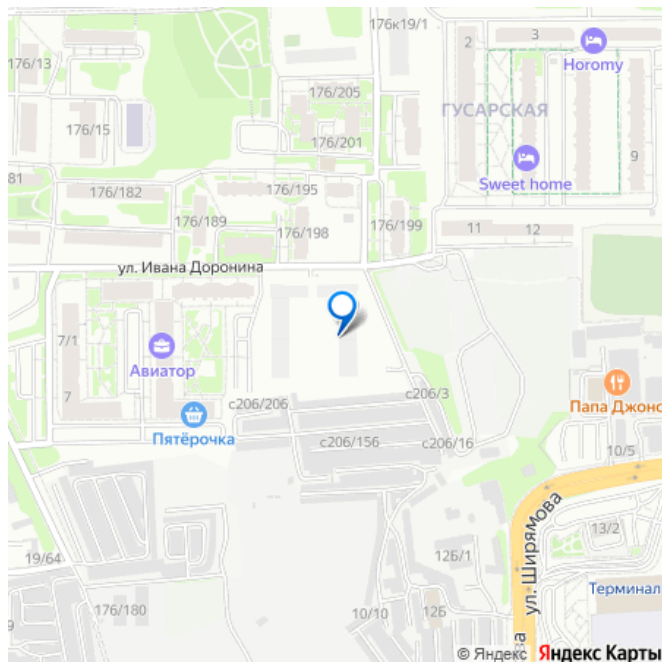 176к19/1
2
3
Horomy
176/13
176/205
ГУСАРСКАЯ
176/15
176/201
Sweet home
9
81
176/182
176/195
176/189
176/198
176/199
11
12
ул. Ивана Доронина
7/1
Авиатор
7
с206/206
с206/3
Папа Джонс
Пятёрочка
с206/156
с206/16
10/5
ул. Ширямова
13/2
19/64
12Б/1
Терминал
176/180
10/10
12Б
ова
© Яндекс Яндекс Карты